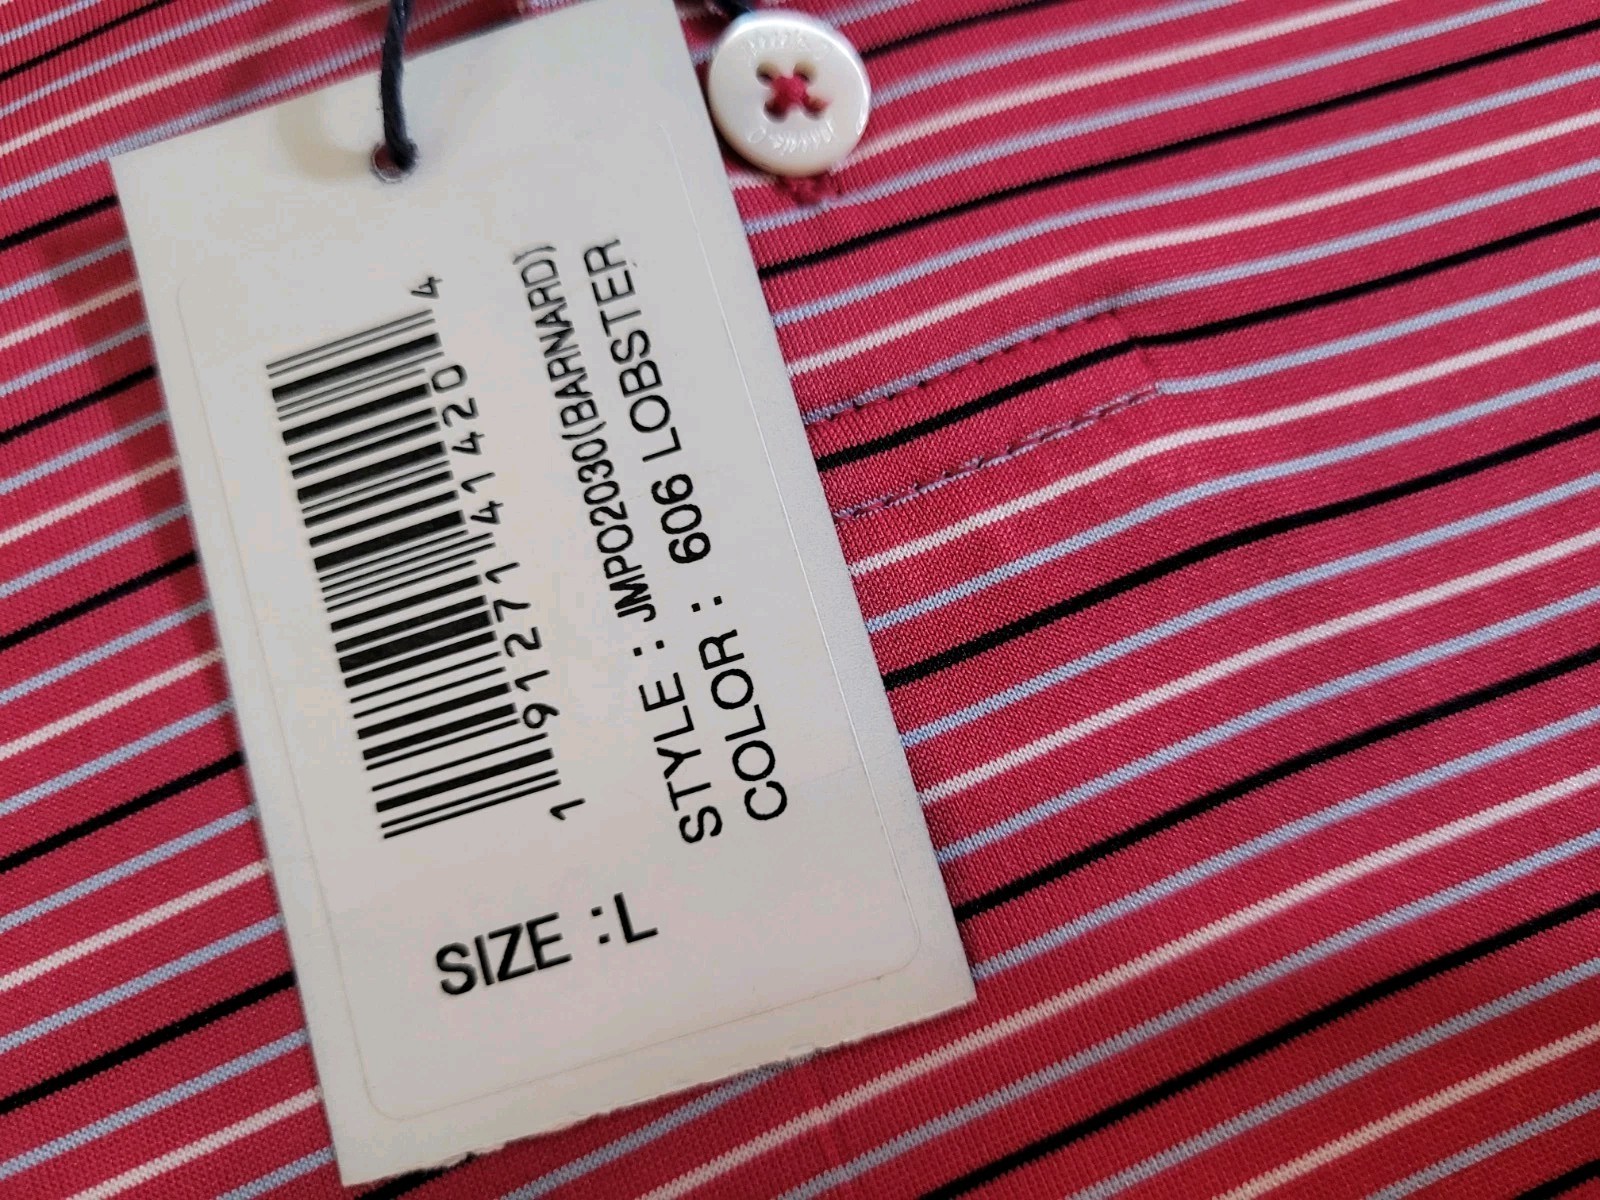 1 91271 41420 4
STYLE : JMPO2030(BARNARD)
COLOR : 606 LOBSTER
SIZE :L